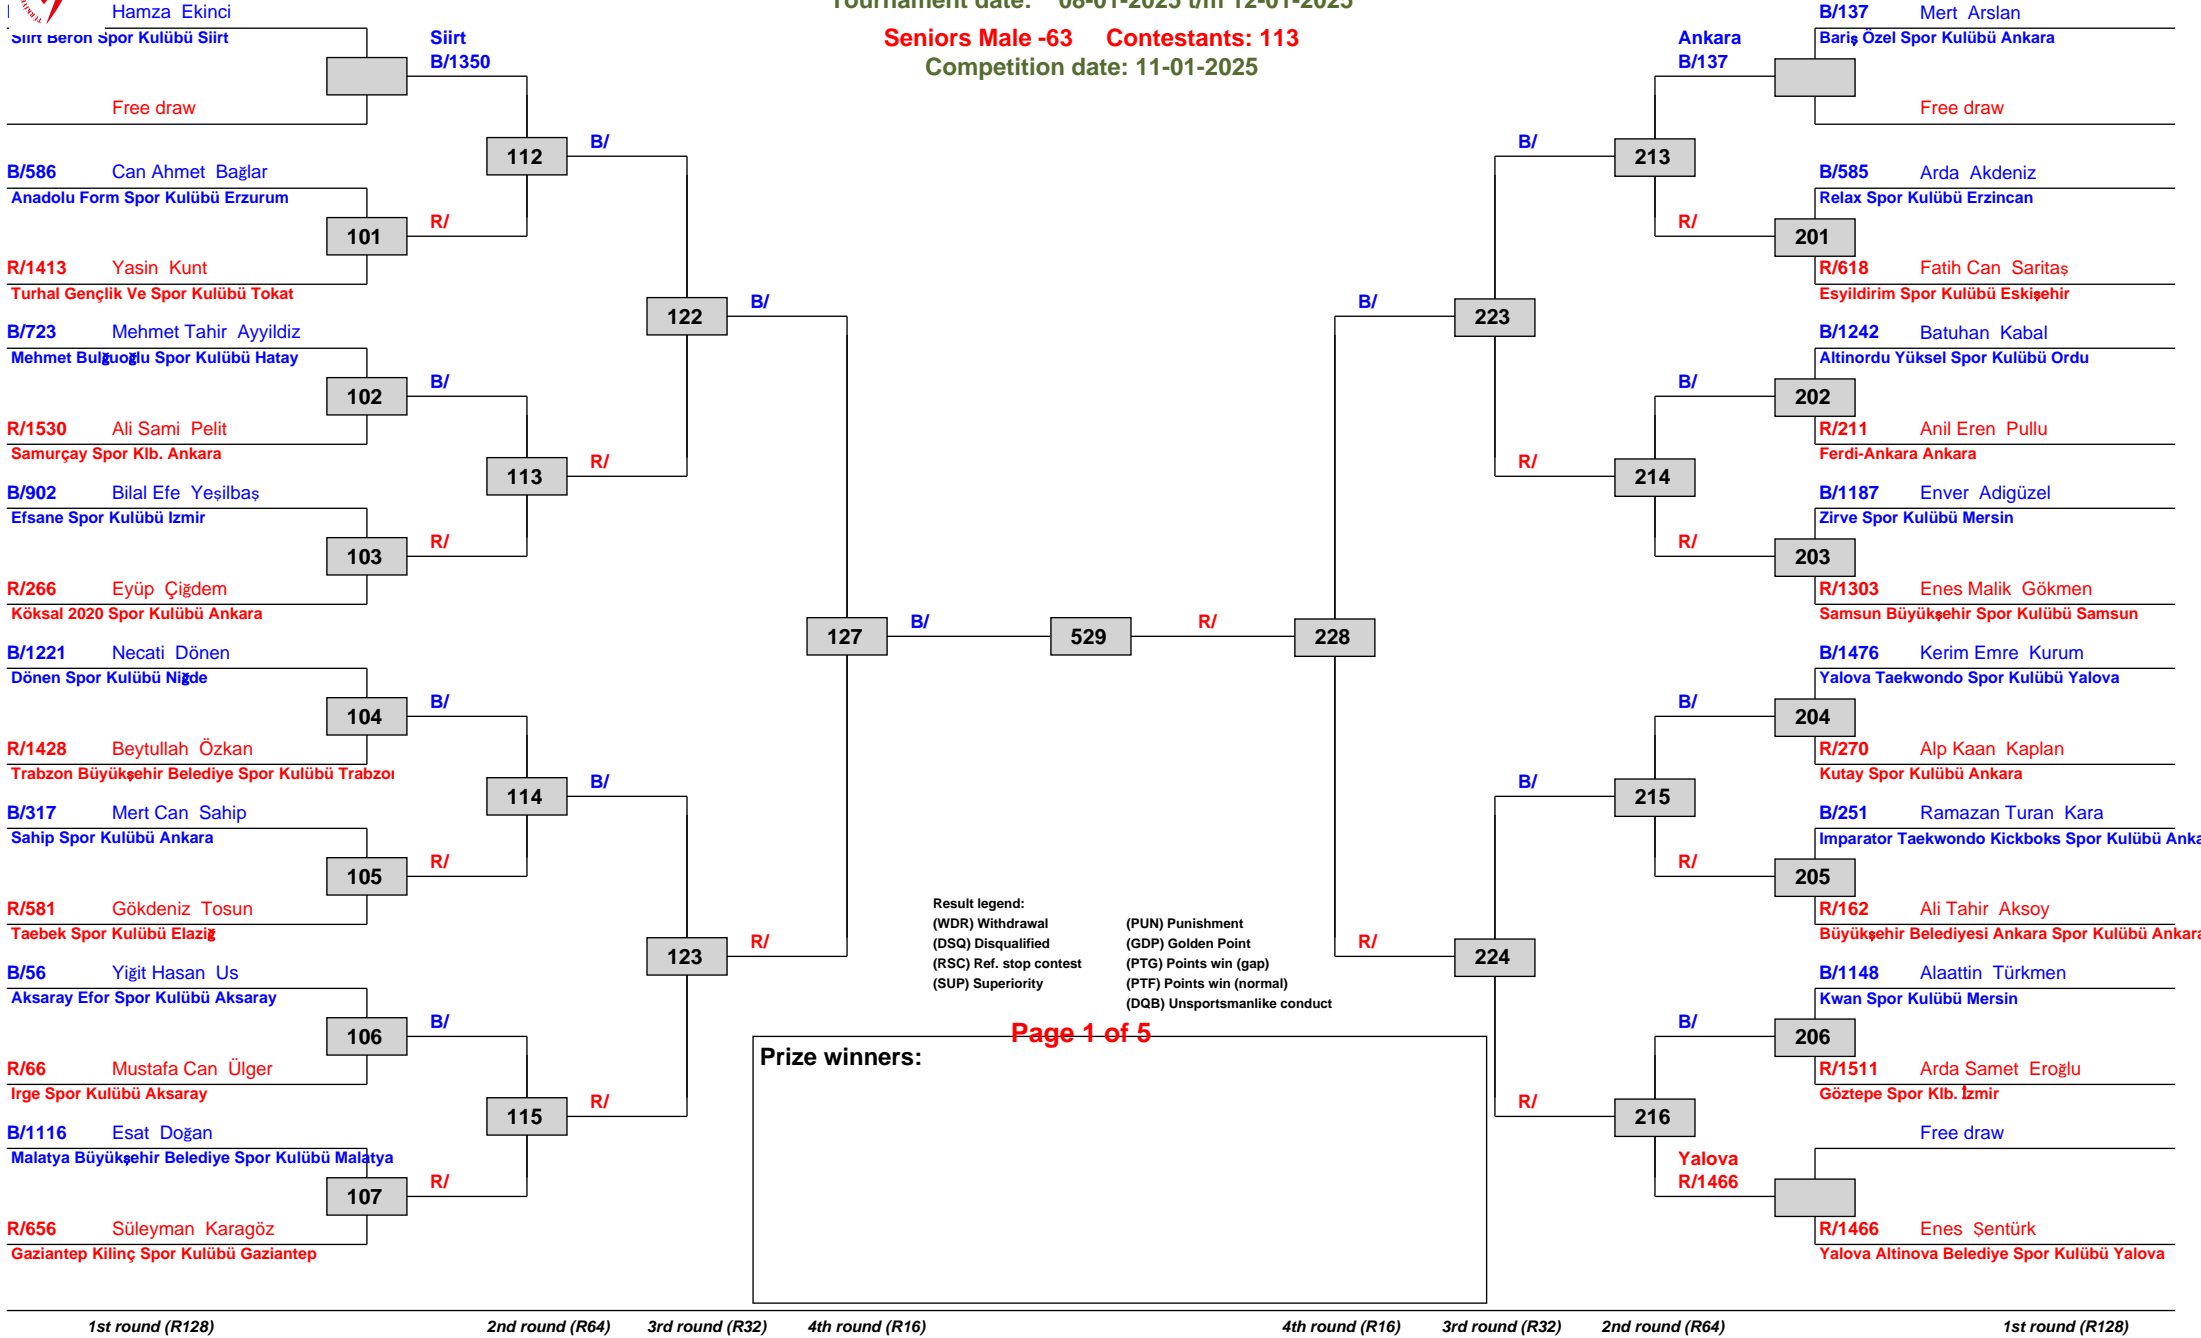 Tournament date: 08-01-2025 t/m 12-01-2025
Seniors Male -63 Contestants: 113
Competition date: 11-01-2025
Hamza Ekinci
Siirt Beron Spor Kulübü Siirt
Free draw
Siirt
B/1350
B/586 Can Ahmet Bağlar
Anadolu Form Spor Kulübü Erzurum
101
R/1413 Yasin Kunt
Turhal Gençlik Ve Spor Kulübü Tokat
B/723 Mehmet Tahir Ayyildiz
Mehmet Bulğuoğlu Spor Kulübü Hatay
102
R/1530 Ali Sami Pelit
Samurçay Spor Klb. Ankara
B/902 Bilal Efe Yeşilbaş
Efsane Spor Kulübü Izmir
103
R/266 Eyüp Çiğdem
Köksal 2020 Spor Kulübü Ankara
B/1221 Necati Dönen
Dönen Spor Kulübü Niğde
104
R/1428 Beytullah Özkan
Trabzon Büyükşehir Belediye Spor Kulübü Trabzon
B/317 Mert Can Sahip
Sahip Spor Kulübü Ankara
105
R/581 Gökdeniz Tosun
Taebek Spor Kulübü Elaziğ
B/56 Yiğit Hasan Us
Aksaray Efor Spor Kulübü Aksaray
106
R/66 Mustafa Can Ülger
Irge Spor Kulübü Aksaray
B/1116 Esat Doğan
Malatya Büyükşehir Belediye Spor Kulübü Malatya
107
R/656 Süleyman Karagöz
Gaziantep Kilinç Spor Kulübü Gaziantep
R/
B/
R/
B/
R/
B/
R/
112
113
114
115
B/
R/
B/
R/
122
123
B/
R/
127
B/
529
R/
228
B/
R/
223
224
B/
R/
B/
R/
213
214
215
216
Ankara
B/137
R/
B/
R/
B/
R/
B/
Yalova
R/1466
B/137 Mert Arslan
Bariş Özel Spor Kulübü Ankara
Free draw
B/585 Arda Akdeniz
Relax Spor Kulübü Erzincan
201
R/618 Fatih Can Saritaş
Esyildirim Spor Kulübü Eskişehir
B/1242 Batuhan Kabal
Altinordu Yüksel Spor Kulübü Ordu
202
R/211 Anil Eren Pullu
Ferdi-Ankara Ankara
B/1187 Enver Adigüzel
Zirve Spor Kulübü Mersin
203
R/1303 Enes Malik Gökmen
Samsun Büyükşehir Spor Kulübü Samsun
B/1476 Kerim Emre Kurum
Yalova Taekwondo Spor Kulübü Yalova
204
R/270 Alp Kaan Kaplan
Kutay Spor Kulübü Ankara
B/251 Ramazan Turan Kara
Imparator Taekwondo Kickboks Spor Kulübü Anka
205
R/162 Ali Tahir Aksoy
Büyükşehir Belediyesi Ankara Spor Kulübü Ankara
B/1148 Alaattin Türkmen
Kwan Spor Kulübü Mersin
206
R/1511 Arda Samet Eroğlu
Göztepe Spor Klb. İzmir
Free draw
R/1466 Enes Şentürk
Yalova Altinova Belediye Spor Kulübü Yalova
Result legend:
(WDR) Withdrawal (PUN) Punishment
(DSQ) Disqualified (GDP) Golden Point
(RSC) Ref. stop contest (PTG) Points win (gap)
(SUP) Superiority (PTF) Points win (normal)
(DQB) Unsportsmanlike conduct
Page 1 of 5
Prize winners:
1st round (R128) 2nd round (R64) 3rd round (R32) 4th round (R16) 4th round (R16) 3rd round (R32) 2nd round (R64) 1st round (R128)